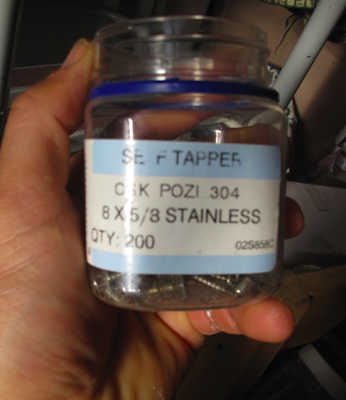 SE F TAPPER
CSK POZI 304
8 X 5/8 STAINLESS
QTY: 200
02S858C